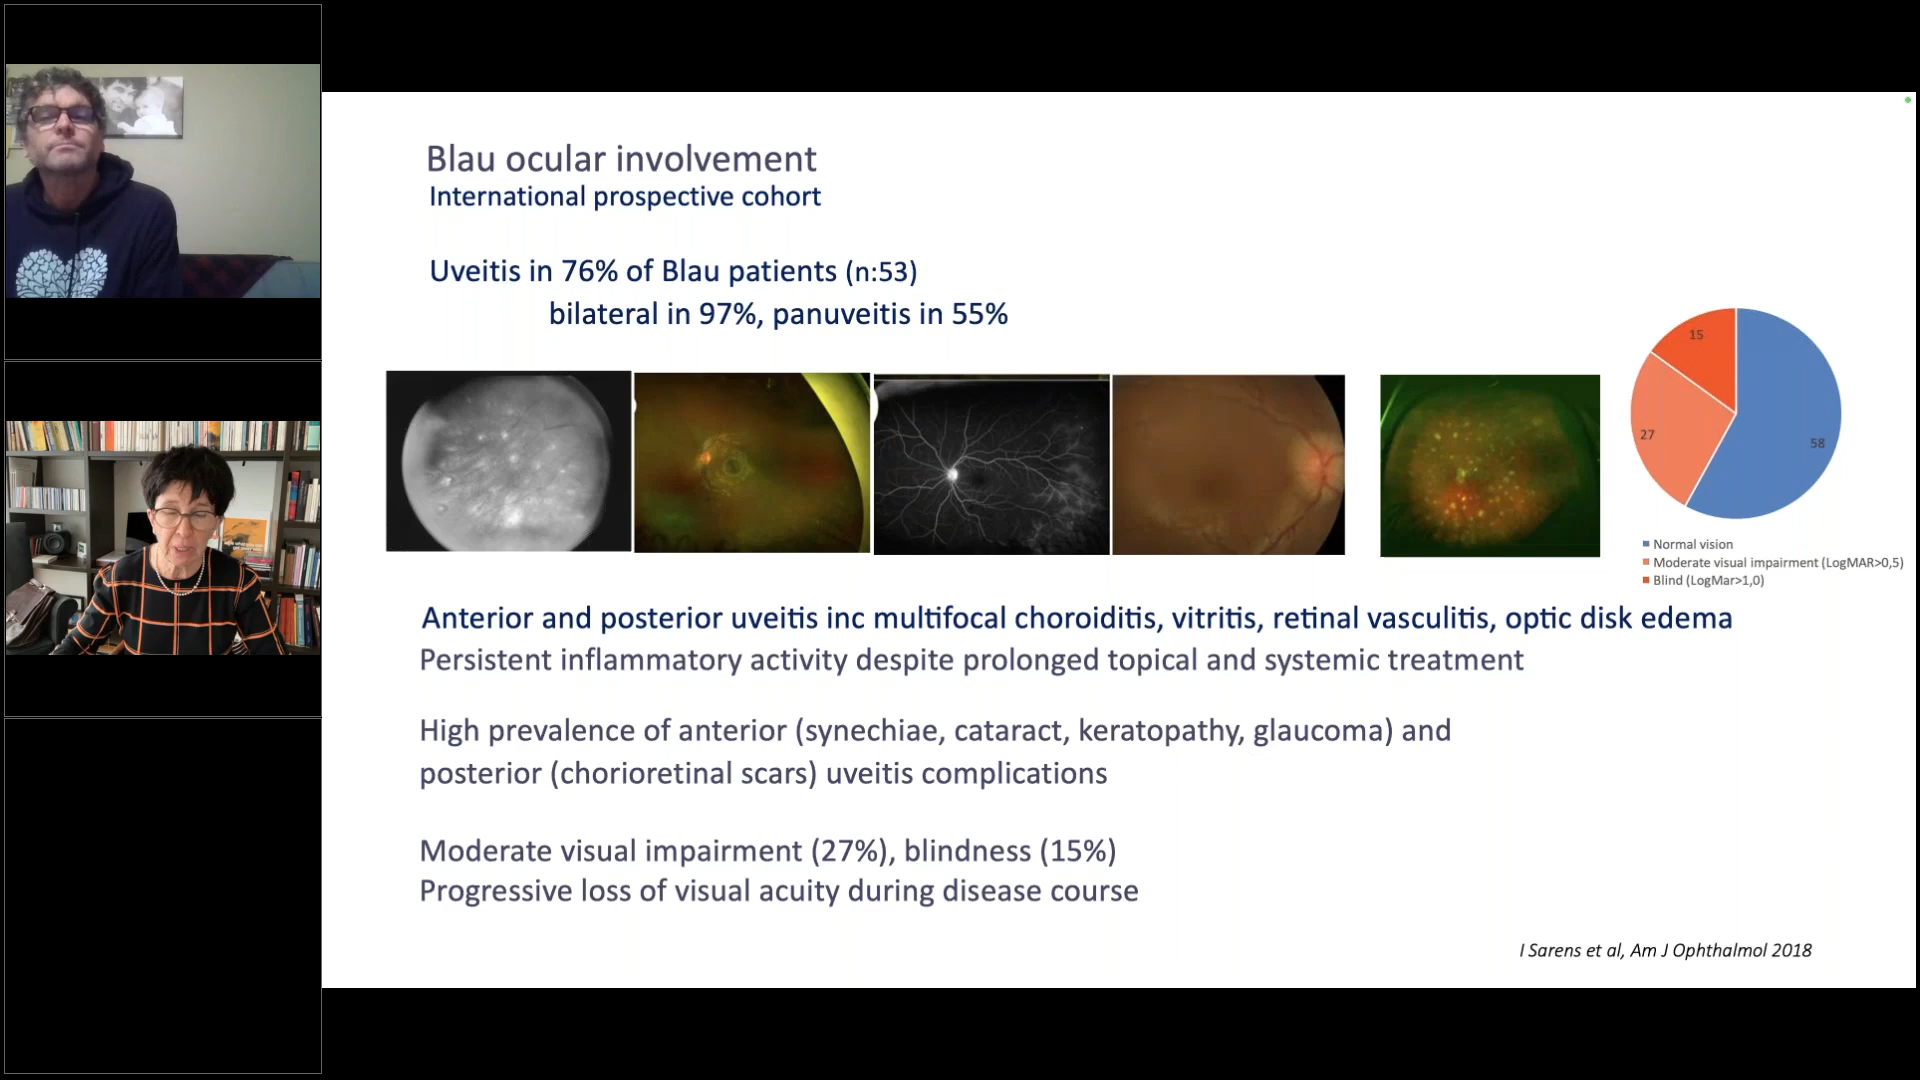 Blau ocular involvement
International prospective cohort
Uveitis in 76% of Blau patients (n:53)
bilateral in 97%, panuveitis in 55%
15
27
58
Normal vision
Moderate visual impairment (LogMAR>0,5)
Blind (LogMar>1,0)
Anterior and posterior uveitis inc multifocal choroiditis, vitritis, retinal vasculitis, optic disk edema
Persistent inflammatory activity despite prolonged topical and systemic treatment
High prevalence of anterior (synechiae, cataract, keratopathy, glaucoma) and
posterior (chorioretinal scars) uveitis complications
Moderate visual impairment (27%), blindness (15%)
Progressive loss of visual acuity during disease course
I Sarens et al, Am J Ophthalmol 2018